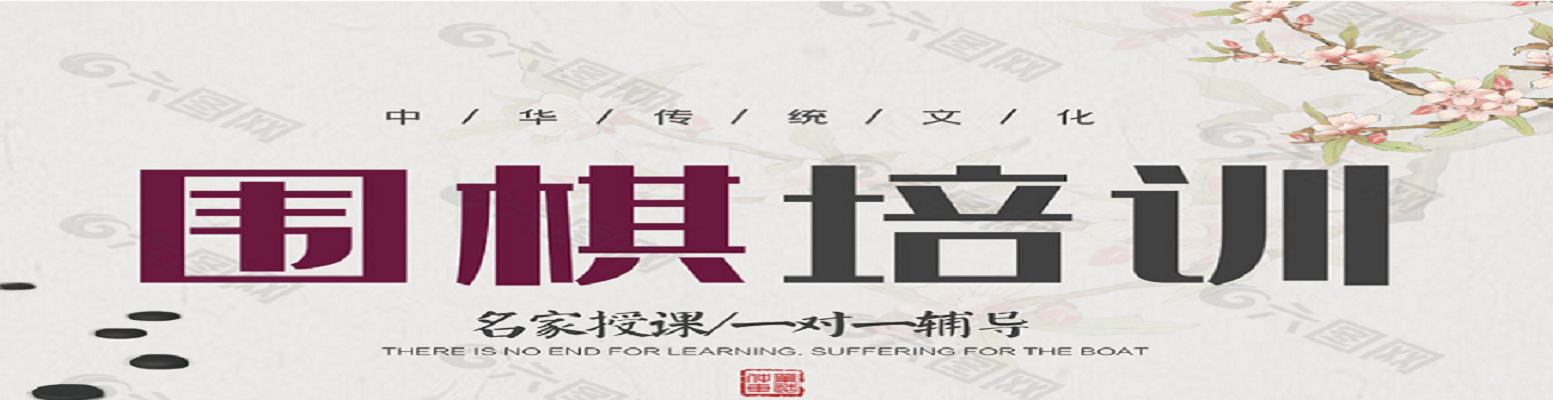 中/华/传/统/文/化
围棋培训
名家授课/一对一辅导
THERE IS NO END FOR LEARNING. SUFFERING FOR THE BOAT
六图网